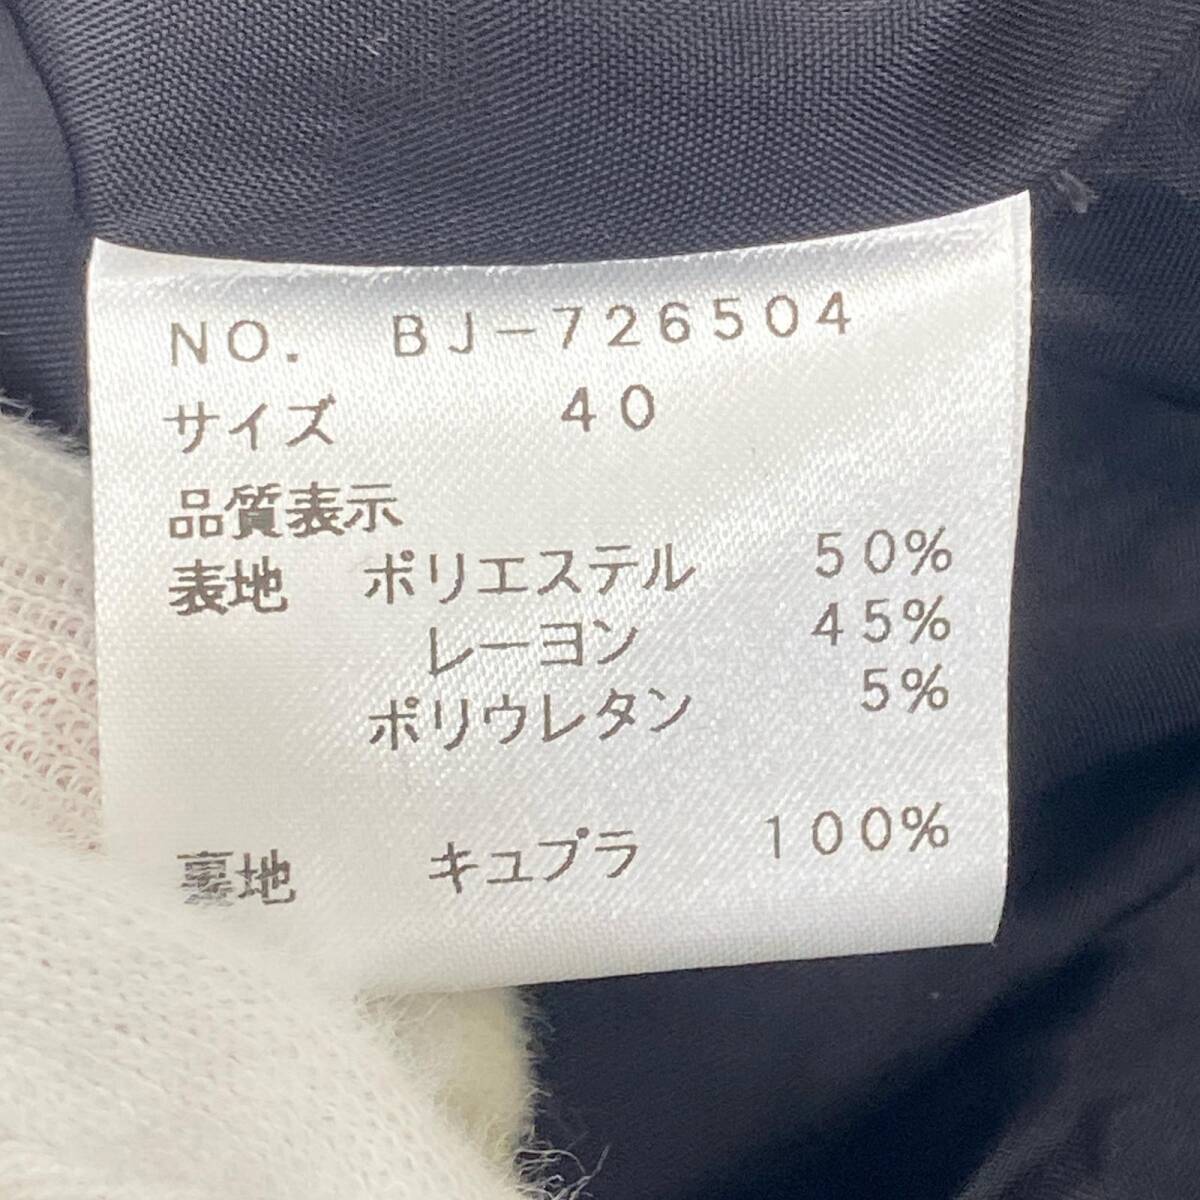 NO. BJ-726504
サイズ 40
品質表示
表地 ポリエステル 50%
レーヨン 45%
ポリウレタン 5%
裏地 キュプラ 100%